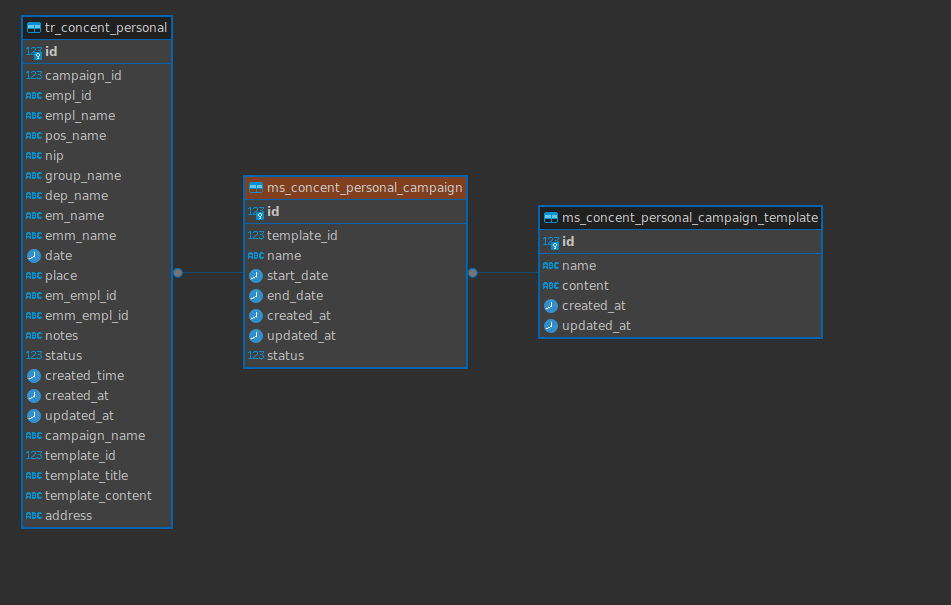 tr_concent_personal
123 id
123 campaign_id
ABC empl_id
ABC empl_name
ABC pos_name
ABC nip
ABC group_name
ABC dep_name
ABC em_name
ABC emm_name
date
ABC place
ABC em_empl_id
ABC emm_empl_id
ABC notes
123 status
created_time
created_at
updated_at
ABC campaign_name
123 template_id
ABC template_title
ABC template_content
ABC address
ms_concent_personal_campaign
123 id
123 template_id
ABC name
start_date
end_date
created_at
updated_at
123 status
ms_concent_personal_campaign_template
123 id
ABC name
ABC content
created_at
updated_at